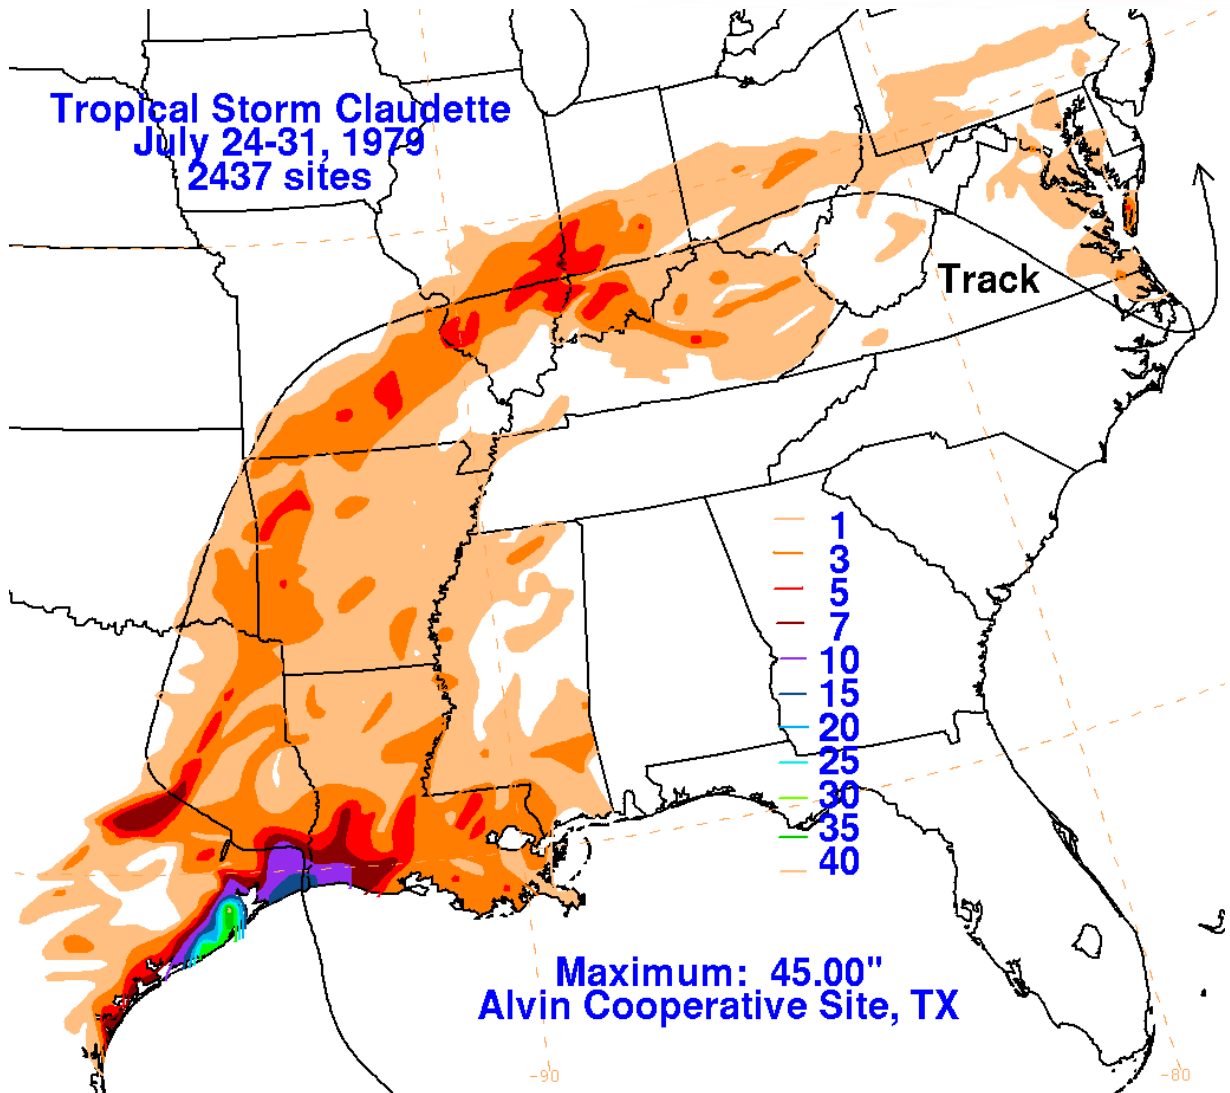 Tropical Storm Claudette
July 24-31, 1979
2437 sites
Track
1
3
5
7
10
15
20
25
30
35
40
Maximum: 45.00"
Alvin Cooperative Site, TX
-90
-80